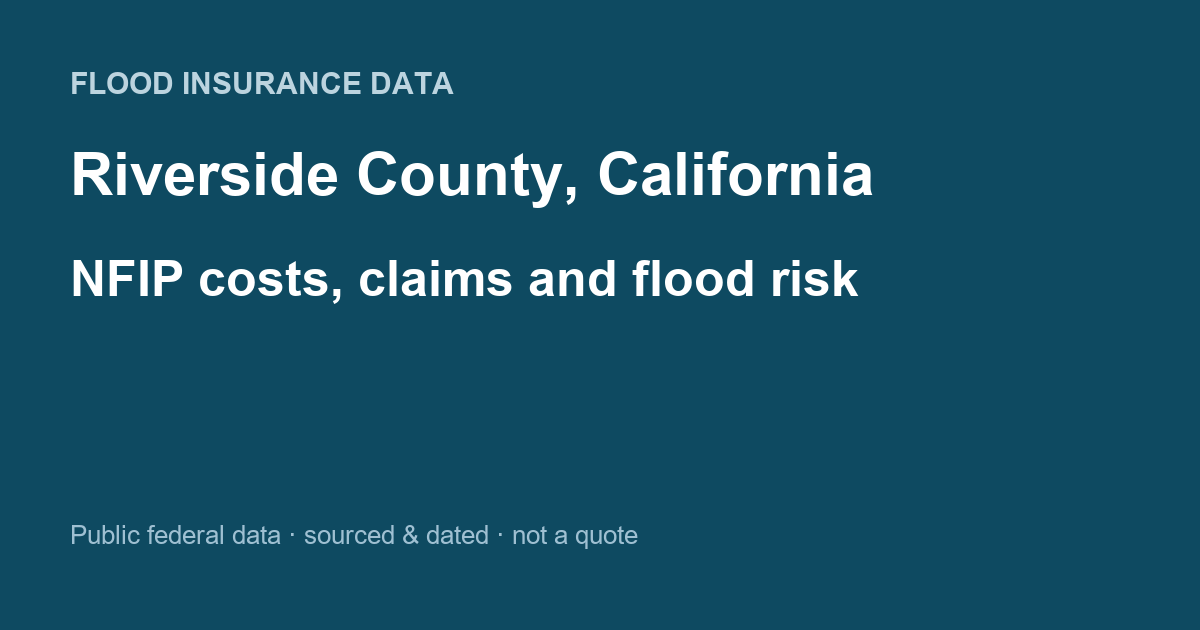 FLOOD INSURANCE DATA
Riverside County, California
NFIP costs, claims and flood risk
Public federal data · sourced & dated · not a quote